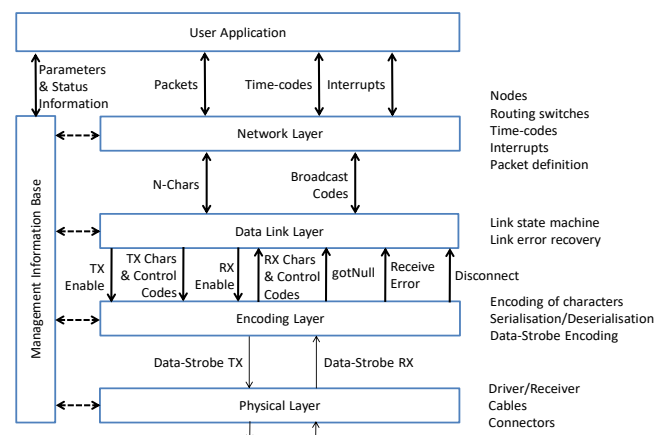 User Application
Parameters
& Status
Information
Packets
Time-codes
Interrupts
Nodes
Routing switches
Time-codes
Interrupts
Packet definition
Network Layer
Management Information Base
N-Chars
Broadcast
Codes
Data Link Layer
Link state machine
Link error recovery
TX
Enable
TX Chars
& Control
Codes
RX
Enable
RX Chars
& Control
Codes
gotNull
Receive
Error
Disconnect
Encoding Layer
Encoding of characters
Serialisation/Deserialisation
Data-Strobe Encoding
Data-Strobe TX
Data-Strobe RX
Physical Layer
Driver/Receiver
Cables
Connectors